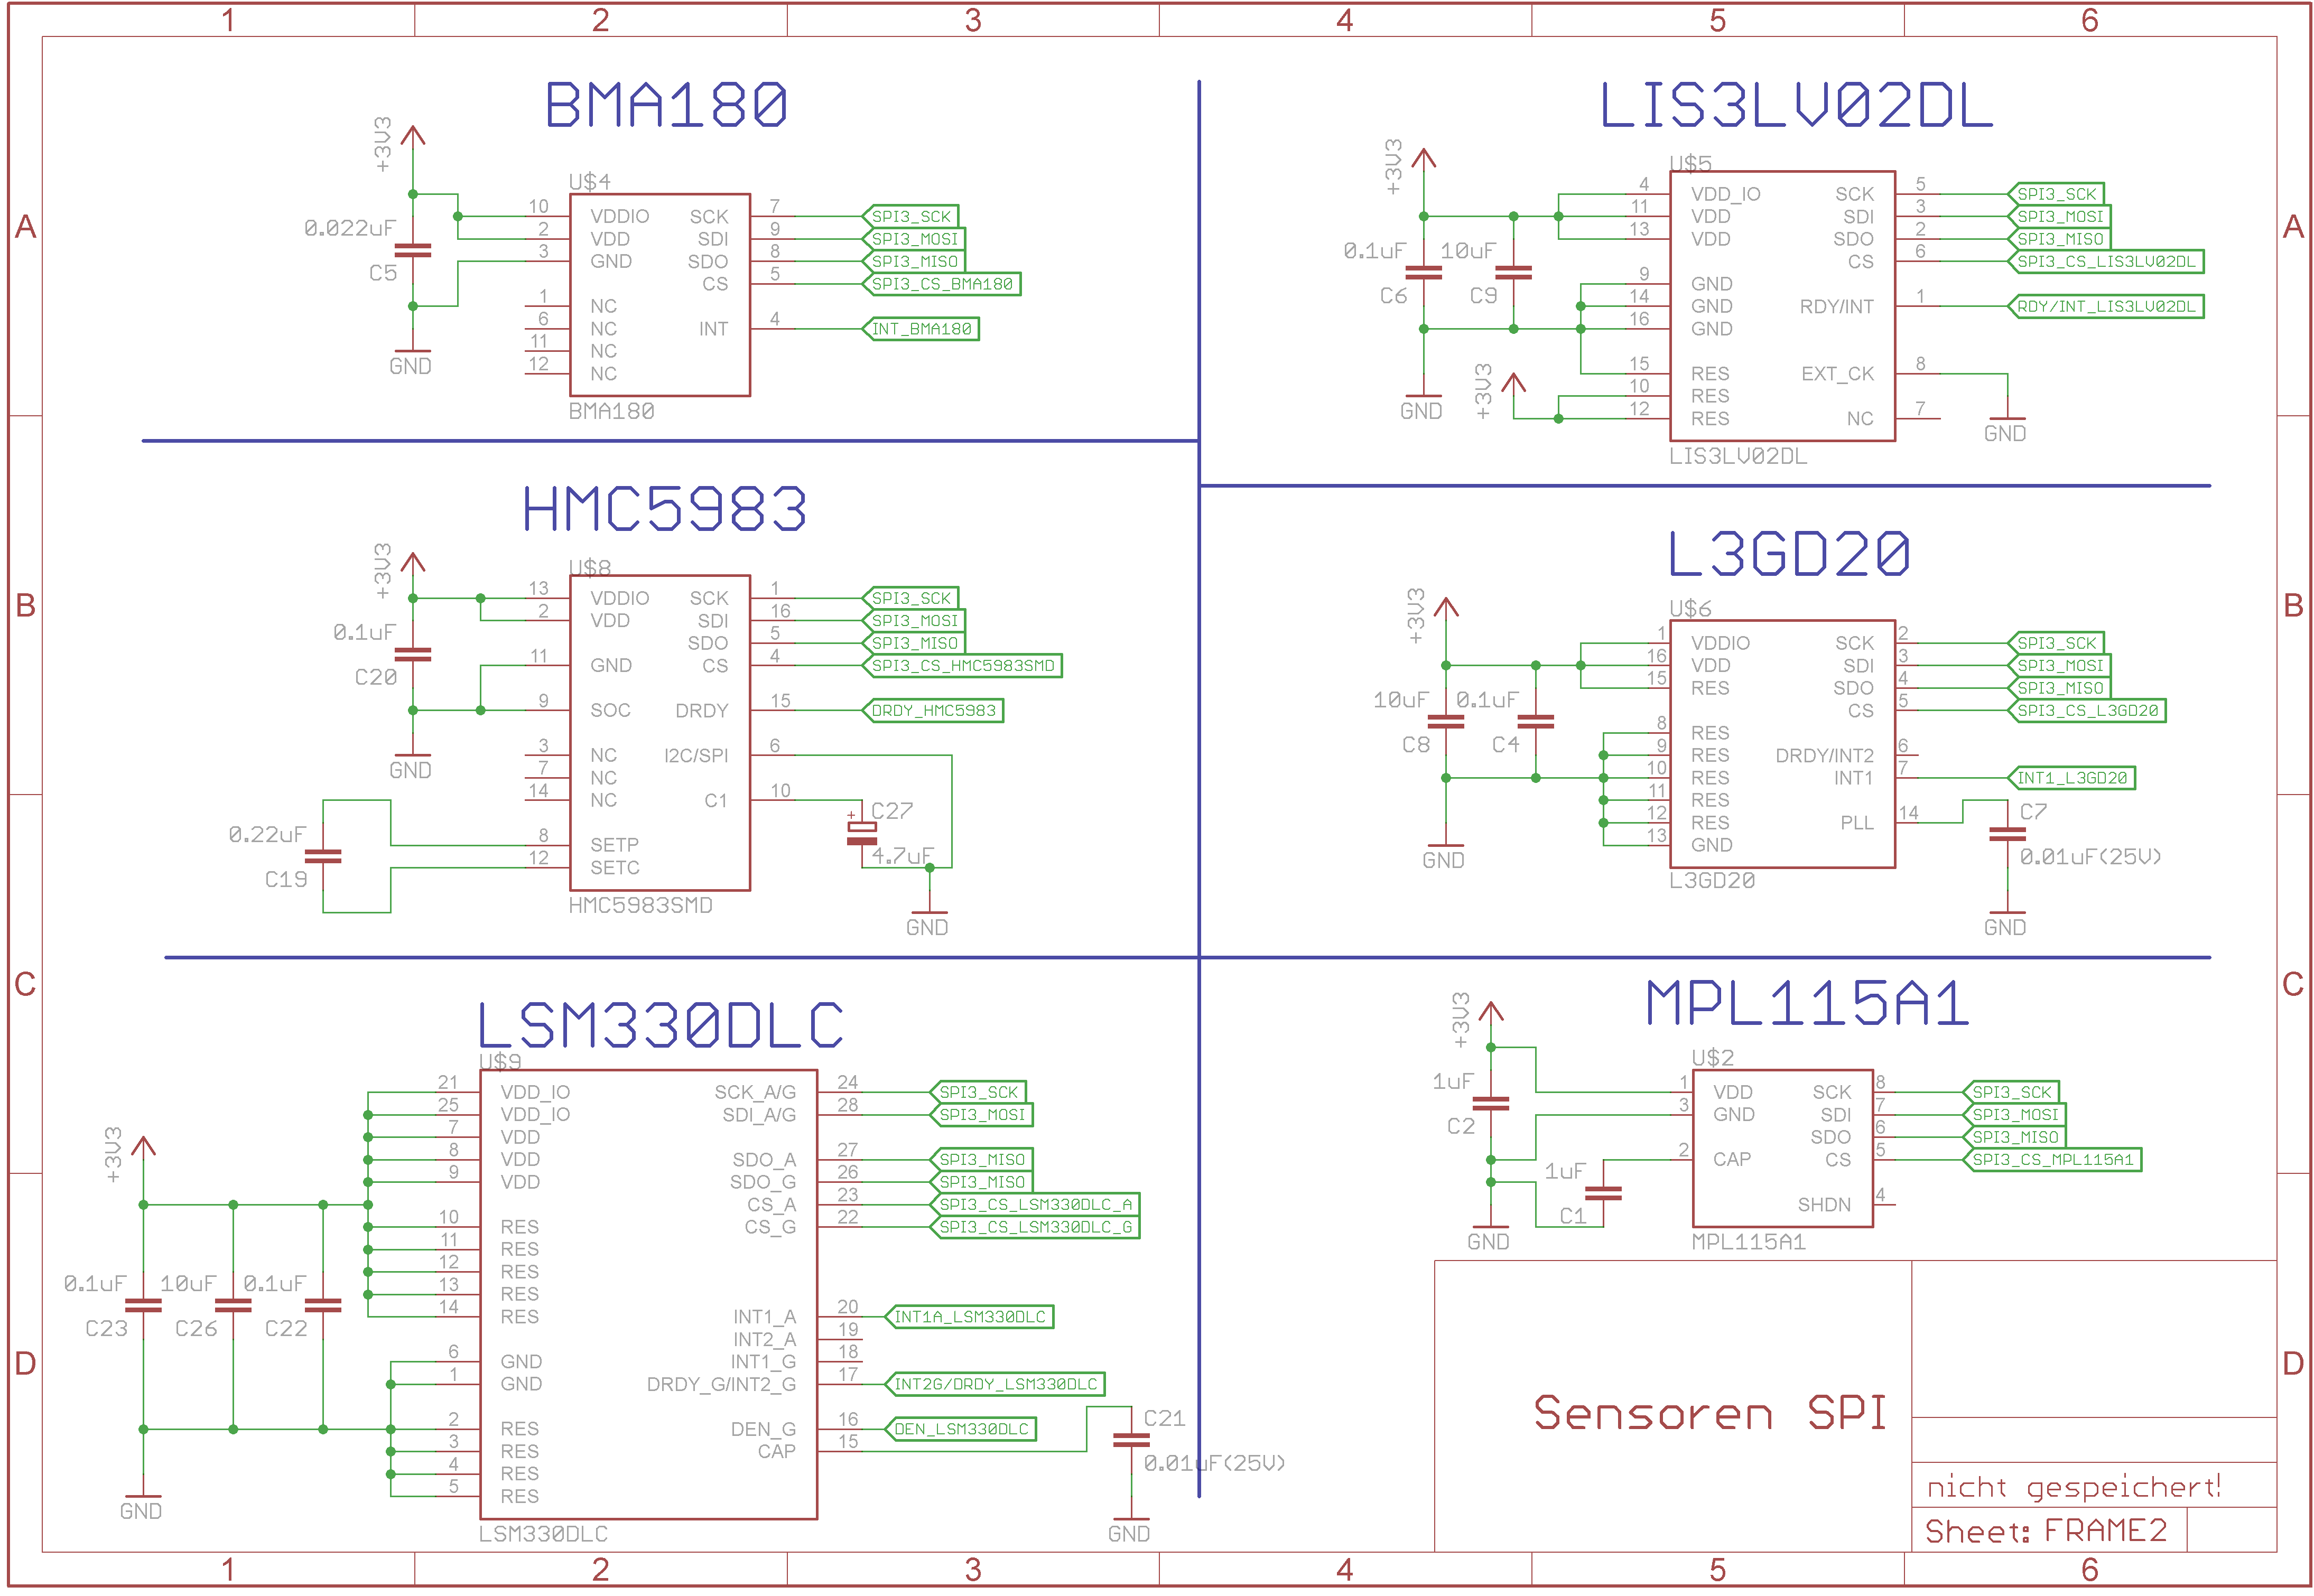 1 2 3 4 5 6
A
A
B
B
C
C
D
D
BMA180
+3V3
U$4
0.022uF
C5
GND
10 VDDIO SCK 7 SPI3_SCK
2 VDD SDI 9 SPI3_MOSI
3 GND SDO 8 SPI3_MISO
CS 5 SPI3_CS_BMA180
1 NC
6 NC INT 4 INT_BMA180
11 NC
12 NC
BMA180
LIS3LV02DL
+3V3
U$5
0.1uF 10uF
C6 C9
GND
+3V3
4 VDD_IO SCK 5 SPI3_SCK
11 VDD SDI 3 SPI3_MOSI
13 VDD SDO 2 SPI3_MISO
CS 6 SPI3_CS_LIS3LV02DL
9 GND
14 GND RDY/INT 1 RDY/INT_LIS3LV02DL
16 GND
15 RES EXT_CK 8
10 RES
12 RES NC 7
GND
LIS3LV02DL
HMC5983
+3V3
U$8
0.1uF
C20
GND
13 VDDIO SCK 1 SPI3_SCK
2 VDD SDI 16 SPI3_MOSI
SDO 5 SPI3_MISO
11 GND CS 4 SPI3_CS_HMC5983SMD
9 SOC DRDY 15 DRDY_HMC5983
3 NC I2C/SPI 6
7 NC
14 NC C1 10
8 SETP
12 SETC
0.22uF
C19
+ C27
4.7uF
GND
HMC5983SMD
L3GD20
+3V3
U$6
10uF 0.1uF
C8 C4
GND
1 VDDIO SCK 2 SPI3_SCK
16 VDD SDI 3 SPI3_MOSI
15 RES SDO 4 SPI3_MISO
CS 5 SPI3_CS_L3GD20
8 RES
9 RES DRDY/INT2 6
10 RES INT1 7 INT1_L3GD20
11 RES
12 RES PLL 14
13 GND
C7
0.01uF(25V)
GND
L3GD20
LSM330DLC
U$9
+3V3
0.1uF 10uF 0.1uF
C23 C26 C22
GND
21 VDD_IO SCK_A/G 24 SPI3_SCK
25 VDD_IO SDI_A/G 28 SPI3_MOSI
7 VDD
8 VDD SDO_A 27 SPI3_MISO
9 VDD SDO_G 26 SPI3_MISO
CS_A 23 SPI3_CS_LSM330DLC_A
10 RES CS_G 22 SPI3_CS_LSM330DLC_G
11 RES
12 RES
13 RES
14 RES INT1_A 20 INT1A_LSM330DLC
INT2_A 19
6 GND INT1_G 18
1 GND DRDY_G/INT2_G 17 INT2G/DRDY_LSM330DLC
2 RES DEN_G 16 DEN_LSM330DLC
3 RES CAP 15
4 RES
5 RES
C21
0.01uF(25V)
GND
LSM330DLC
MPL115A1
+3V3
U$2
1uF
C2
1uF
C1
GND
1 VDD SCK 8 SPI3_SCK
3 GND SDI 7 SPI3_MOSI
SDO 6 SPI3_MISO
2 CAP CS 5 SPI3_CS_MPL115A1
SHDN 4
MPL115A1
Sensoren SPI
nicht gespeichert!
Sheet: FRAME2
1 2 3 4 5 6